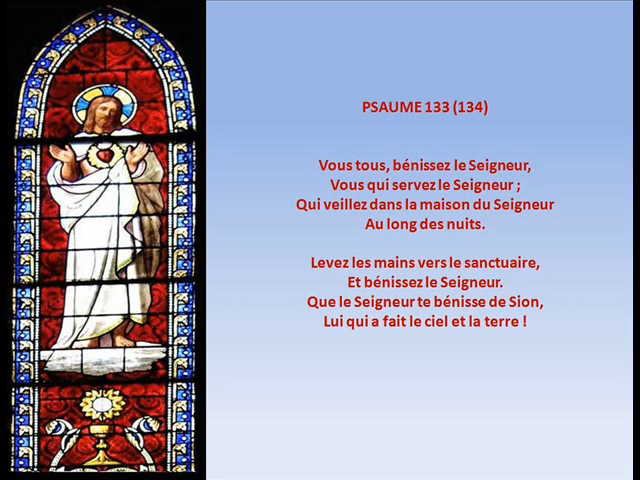 PSAUME 133 (134)
Vous tous, bénissez le Seigneur,
Vous qui servez le Seigneur ;
Qui veillez dans la maison du Seigneur
Au long des nuits.
Levez les mains vers le sanctuaire,
Et bénissez le Seigneur.
Que le Seigneur te bénisse de Sion,
Lui qui a fait le ciel et la terre !